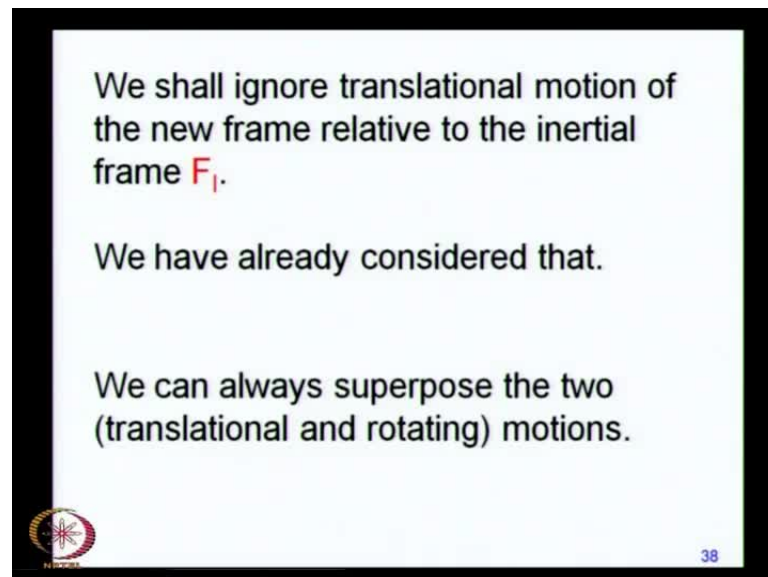 We shall ignore translational motion of
the new frame relative to the inertial
frame F_I.
We have already considered that.
We can always superpose the two
(translational and rotating) motions.
NPTEL
38